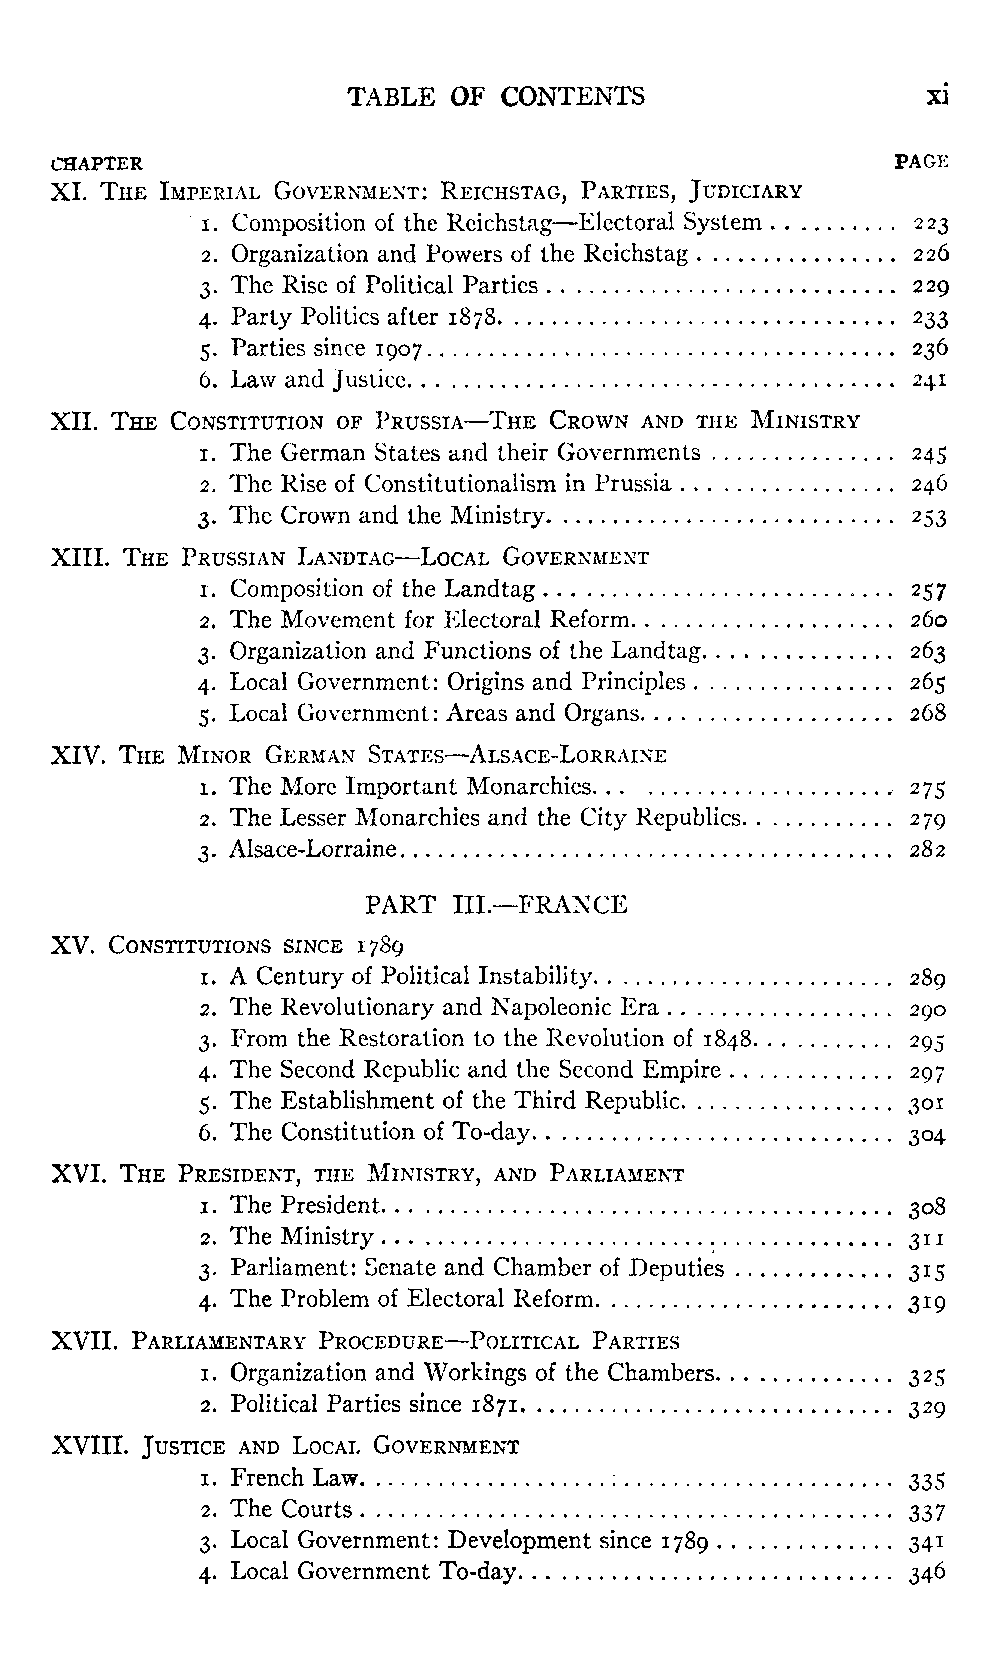 TABLE OF CONTENTS xi
CHAPTER PAGE
XI. The Imperial Government: Reichstag, Parties, Judiciary
1. Composition of the Reichstag—Electoral System .......... 223
2. Organization and Powers of the Reichstag ................ 226
3. The Rise of Political Parties ............................ 229
4. Party Politics after 1878. ............................... 233
5. Parties since 1907...................................... 236
6. Law and Justice........................................ 241
XII. The Constitution of Prussia—The Crown and the Ministry
1. The German States and their Governments ............... 245
2. The Rise of Constitutionalism in Prussia ................. 246
3. The Crown and the Ministry. ........................... 253
XIII. The Prussian Landtag—Local Government
1. Composition of the Landtag ............................ 257
2. The Movement for Electoral Reform..................... 260
3. Organization and Functions of the Landtag............... 263
4. Local Government: Origins and Principles ................ 265
5. Local Government: Areas and Organs.................... 268
XIV. The Minor German States—Alsace-Lorraine
1. The More Important Monarchies... .................... 275
2. The Lesser Monarchies and the City Republics............ 279
3. Alsace-Lorraine........................................ 282
PART III.—FRANCE
XV. Constitutions since 1789
1. A Century of Political Instability........................ 289
2. The Revolutionary and Napoleonic Era .................. 290
3. From the Restoration to the Revolution of 1848........... 295
4. The Second Republic and the Second Empire ............. 297
5. The Establishment of the Third Republic. ................ 301
6. The Constitution of To-day............................. 304
XVI. The President, the Ministry, and Parliament
1. The President......................................... 308
2. The Ministry ......................................... 311
3. Parliament: Senate and Chamber of Deputies ............. 315
4. The Problem of Electoral Reform. ....................... 319
XVII. Parliamentary Procedure—Political Parties
1. Organization and Workings of the Chambers.............. 325
2. Political Parties since 1871. ............................. 329
XVIII. Justice and Local Government
1. French Law........................................... 335
2. The Courts ........................................... 337
3. Local Government: Development since 1789 .............. 341
4. Local Government To-day.............................. 346